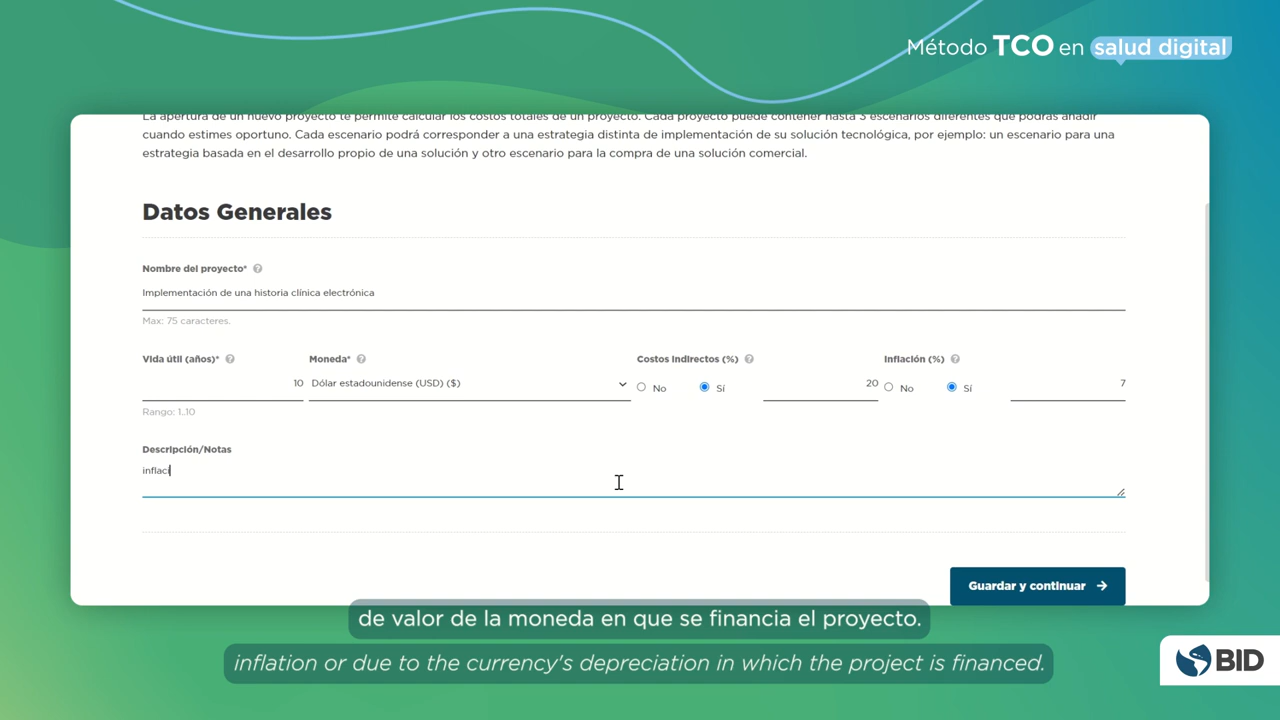 Método TCO en salud digital
La apertura de un nuevo proyecto te permite calcular los costos totales de un proyecto. Cada proyecto puede contener hasta 3 escenarios diferentes que podrás añadir
cuando estimes oportuno. Cada escenario podrá corresponder a una estrategia distinta de implementación de su solución tecnológica, por ejemplo: un escenario para una
estrategia basada en el desarrollo propio de una solución y otro escenario para la compra de una solución comercial.
Datos Generales
Nombre del proyecto* ?
Implementación de una historia clínica electrónica
Max: 75 caracteres.
Vida útil (años)* ? Moneda* ? Costos Indirectos (%) ? Inflación (%) ?
10 Dólar estadounidense (USD) ($) No Sí 20 No Sí 7
Rango: 1..10
Descripción/Notas
inflaci
Guardar y continuar →
de valor de la moneda en que se financia el proyecto.
inflation or due to the currency's depreciation in which the project is financed.
BID